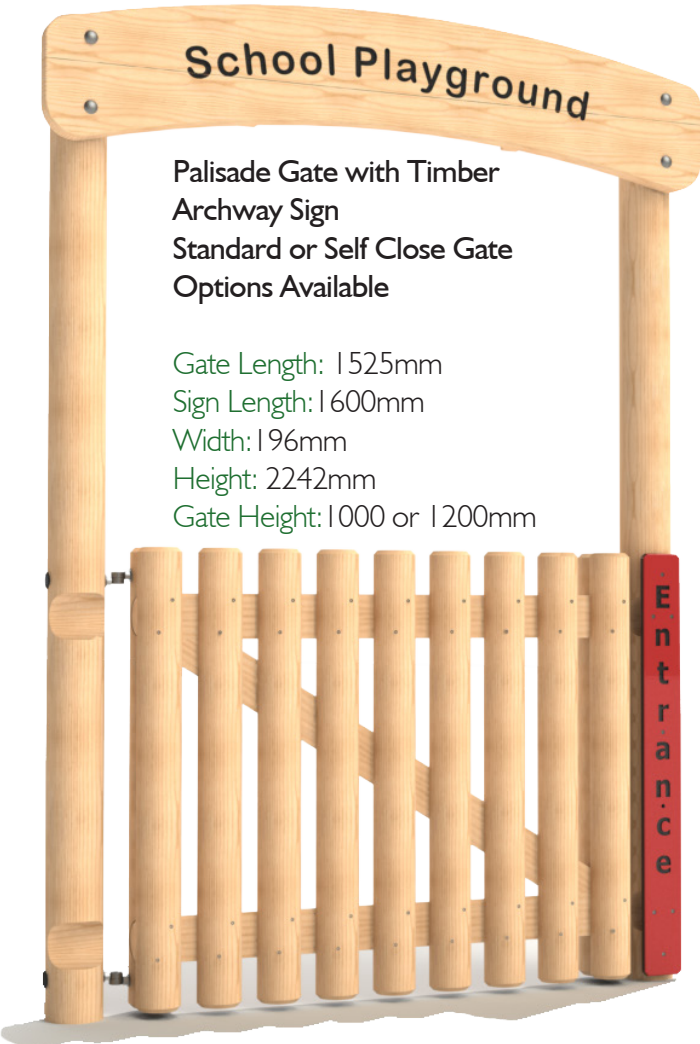 School Playground
Palisade Gate with Timber
Archway Sign
Standard or Self Close Gate
Options Available
Gate Length: 1525mm
Sign Length:1600mm
Width:196mm
Height: 2242mm
Gate Height:1000 or 1200mm
Entrance